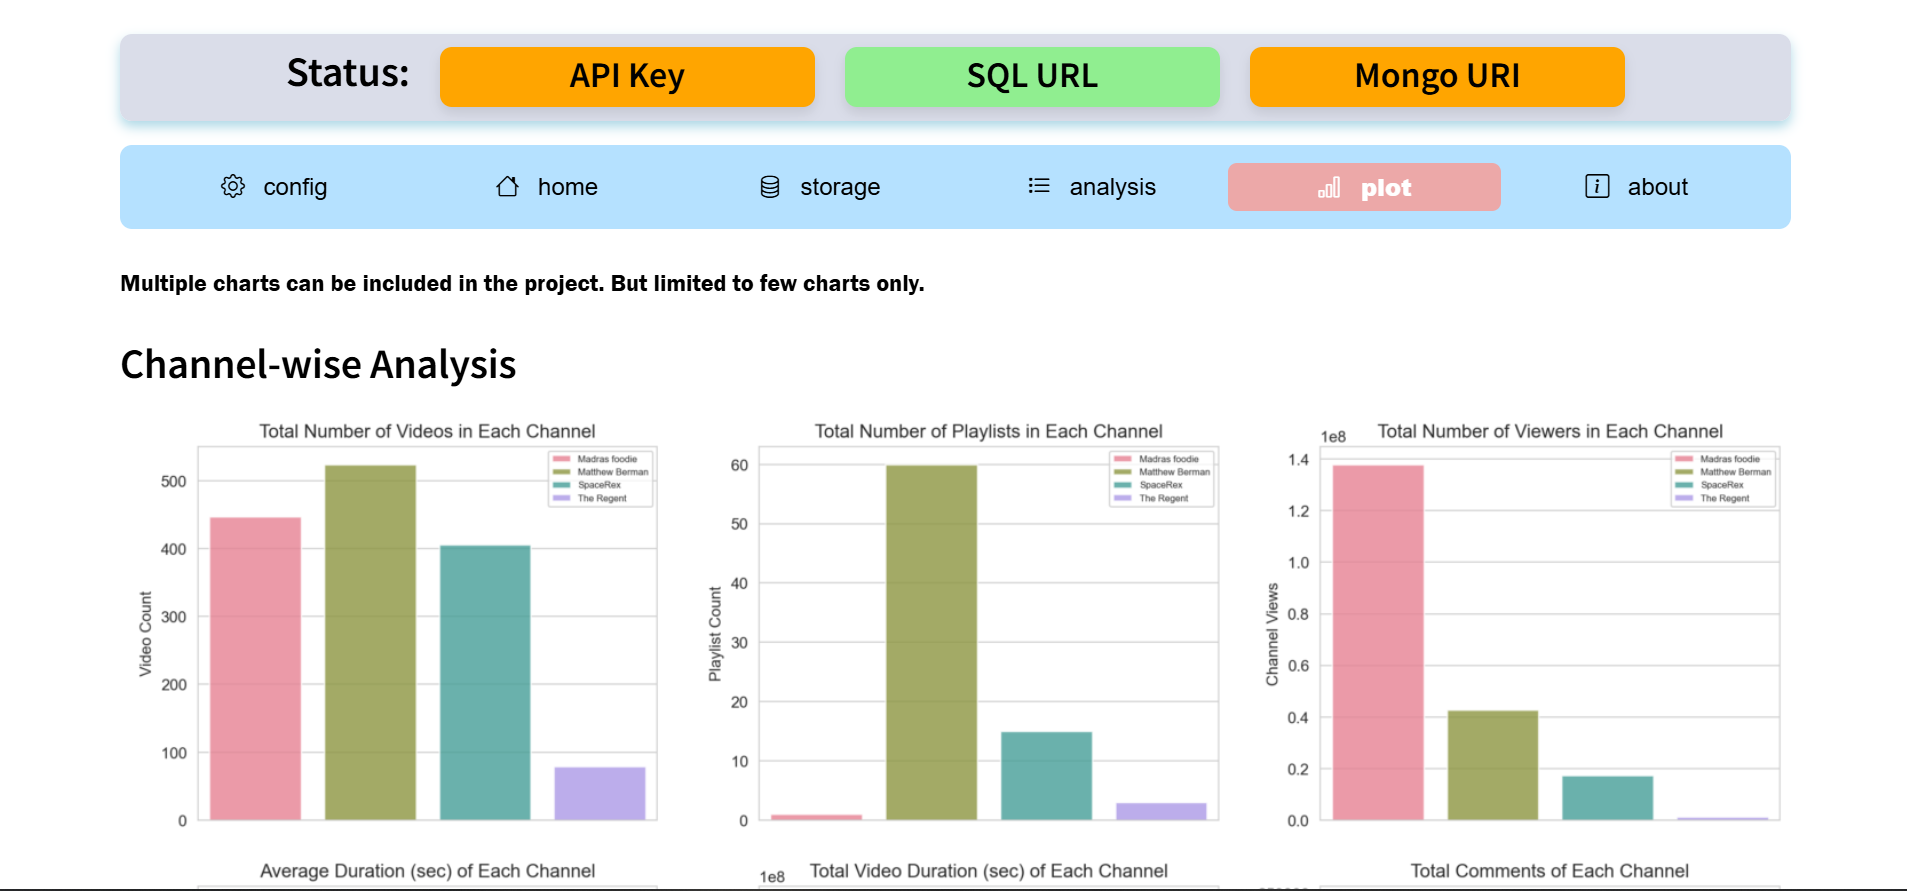 Status:
API Key
SQL URL
Mongo URI
config
home
storage
analysis
plot
about
Multiple charts can be included in the project. But limited to few charts only.
Channel-wise Analysis
Total Number of Videos in Each Channel
Madras foodie
Matthew Berman
SpaceRex
The Regent
500
400
300
200
100
0
Video Count
Total Number of Playlists in Each Channel
Madras foodie
Matthew Berman
SpaceRex
The Regent
60
50
40
30
20
10
0
Playlist Count
1e8
Total Number of Viewers in Each Channel
Madras foodie
Matthew Berman
SpaceRex
The Regent
1.4
1.2
1.0
0.8
0.6
0.4
0.2
0.0
Channel Views
Average Duration (sec) of Each Channel
1e8
Total Video Duration (sec) of Each Channel
Total Comments of Each Channel